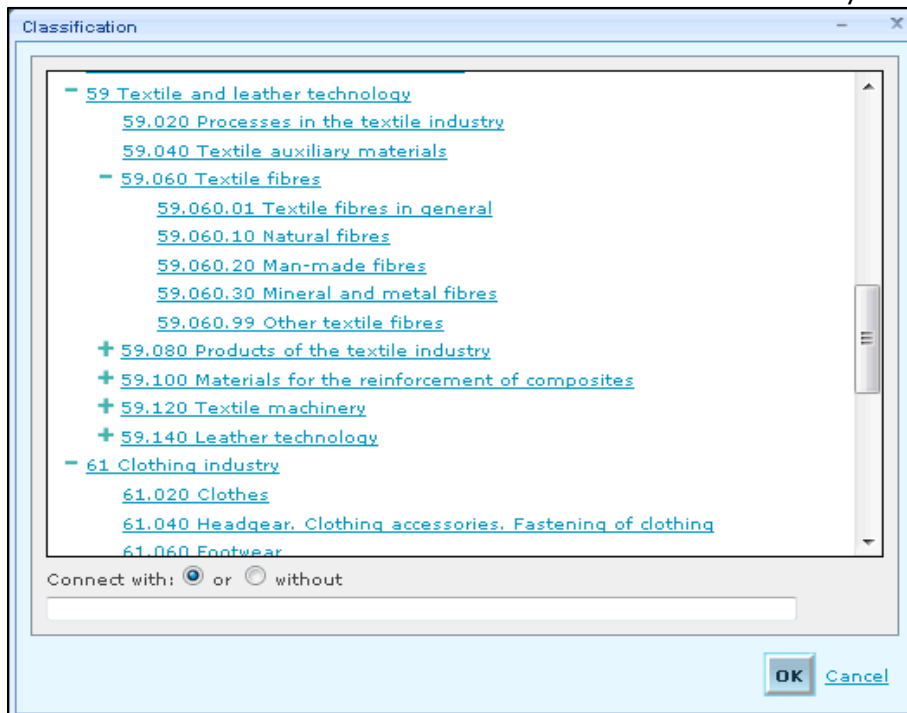 Classification
59 Textile and leather technology
59.020 Processes in the textile industry
59.040 Textile auxiliary materials
59.060 Textile fibres
59.060.01 Textile fibres in general
59.060.10 Natural fibres
59.060.20 Man-made fibres
59.060.30 Mineral and metal fibres
59.060.99 Other textile fibres
59.080 Products of the textile industry
59.100 Materials for the reinforcement of composites
59.120 Textile machinery
59.140 Leather technology
61 Clothing industry
61.020 Clothes
61.040 Headgear. Clothing accessories. Fastening of clothing
61.060 Footwear
Connect with: or without
OK Cancel